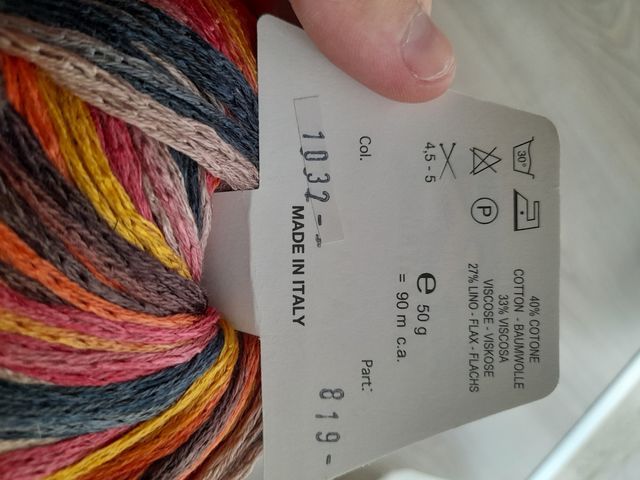 40% COTONE
COTTON - BAUMWOLLE
33% VISCOSA
VISCOSE - VISKOSE
27% LINO - FLAX - FLACHS
30°
P
4,5 - 5
e 50 g
= 90 m c.a.
Col.
Part.:
1032-
819-
MADE IN ITALY